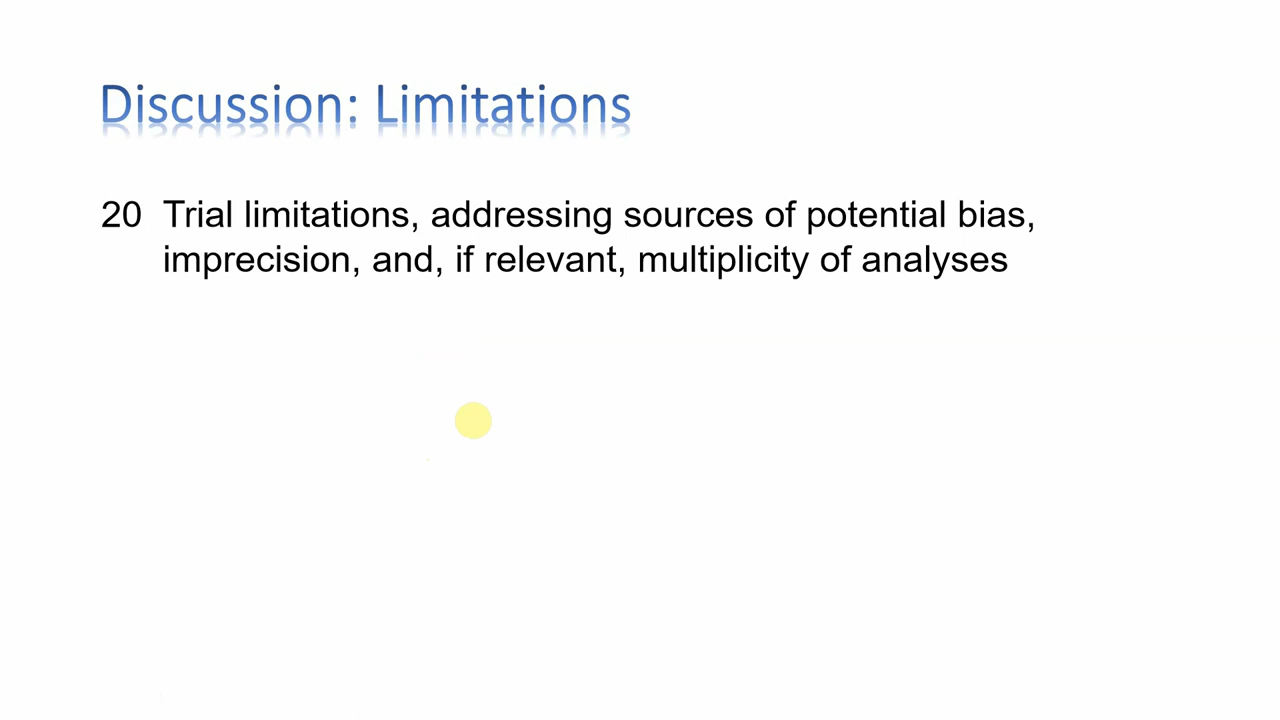 Discussion: Limitations
20 Trial limitations, addressing sources of potential bias,
imprecision, and, if relevant, multiplicity of analyses